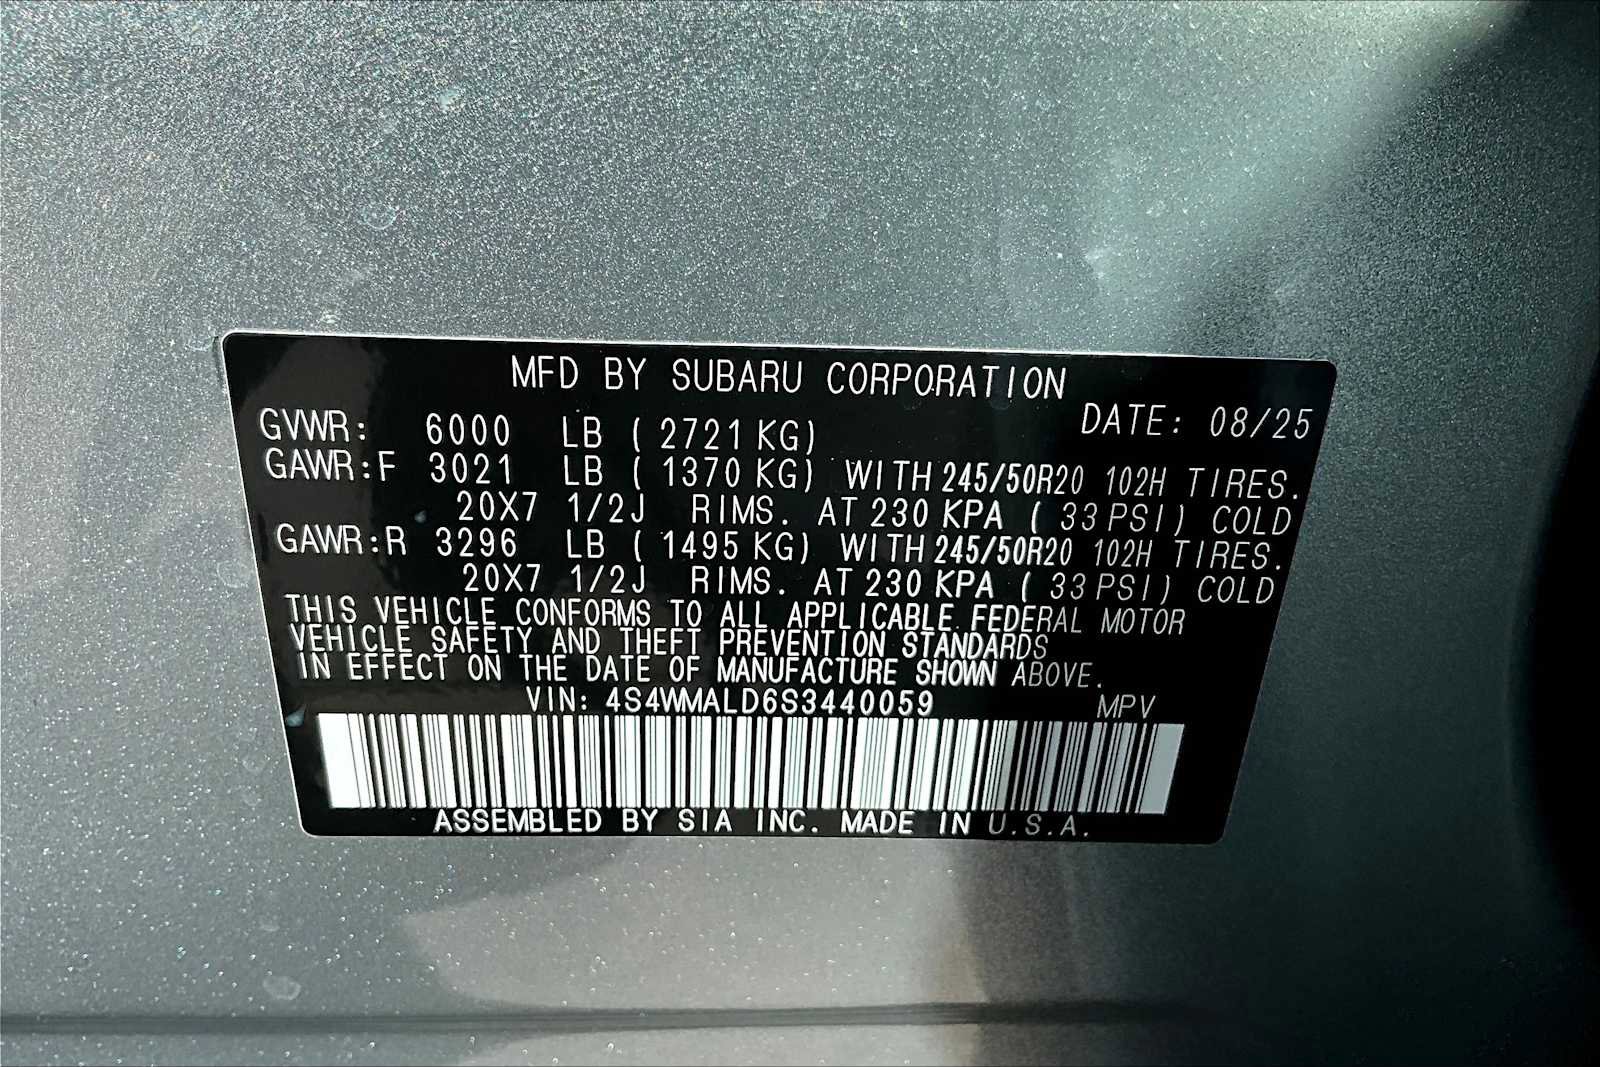 MFD BY SUBARU CORPORATION
DATE: 08/25
GVWR: 6000 LB ( 2721 KG)
GAWR:F 3021 LB ( 1370 KG) WITH 245/50R20 102H TIRES.
20X7 1/2J RIMS. AT 230 KPA ( 33 PSI) COLD
GAWR:R 3296 LB ( 1495 KG) WITH 245/50R20 102H TIRES.
20X7 1/2J RIMS. AT 230 KPA ( 33 PSI) COLD
THIS VEHICLE CONFORMS TO ALL APPLICABLE FEDERAL MOTOR
VEHICLE SAFETY AND THEFT PREVENTION STANDARDS
IN EFFECT ON THE DATE OF MANUFACTURE SHOWN ABOVE.
VIN: 4S4WMALD6S3440059 MPV
ASSEMBLED BY SIA INC. MADE IN U.S.A.